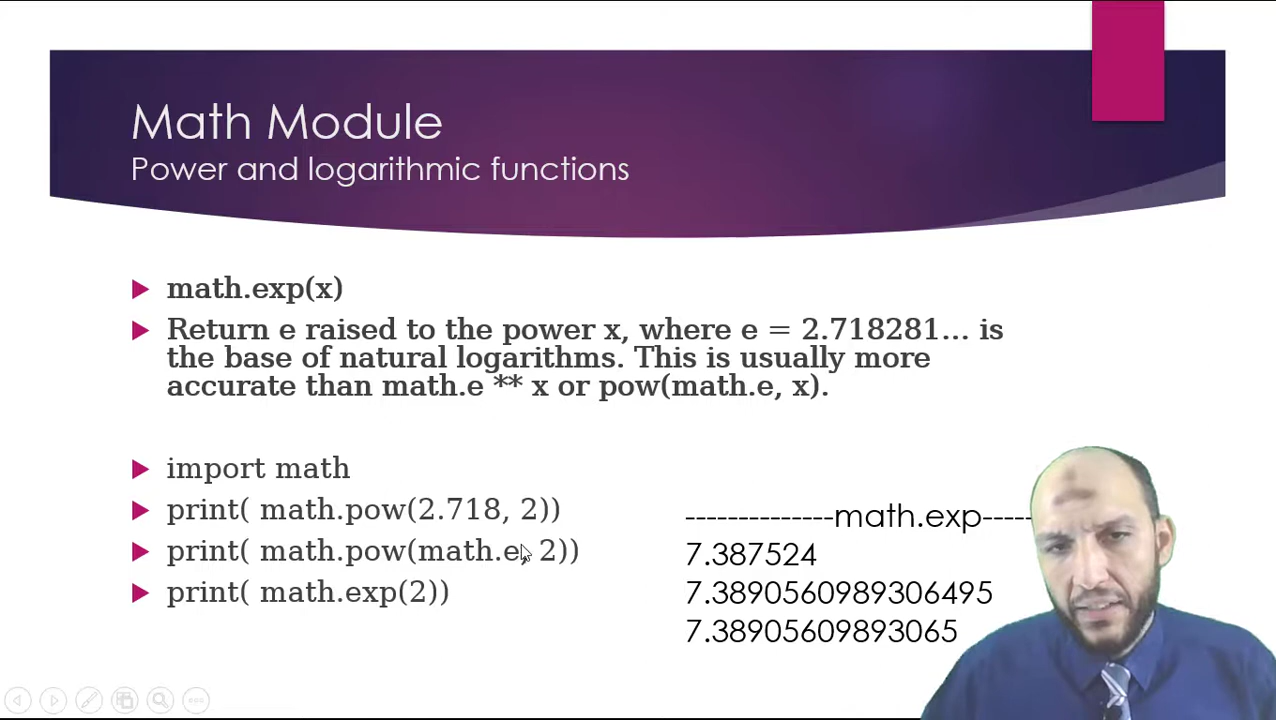 Math Module
Power and logarithmic functions
math.exp(x)
Return e raised to the power x, where e = 2.718281... is
the base of natural logarithms. This is usually more
accurate than math.e ** x or pow(math.e, x).
import math
print( math.pow(2.718, 2))
print( math.pow(math.e, 2))
print( math.exp(2))
--------------math.exp-----
7.387524
7.3890560989306495
7.38905609893065